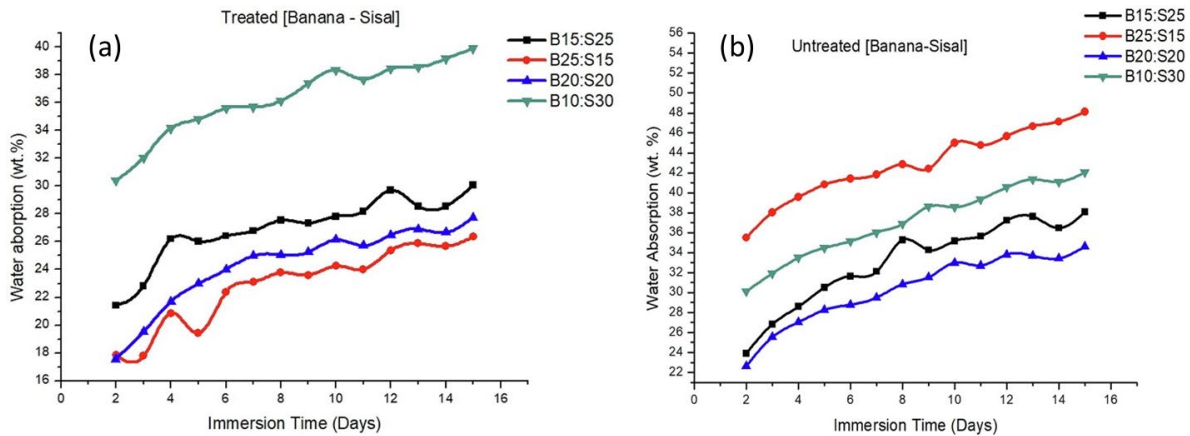 Treated [Banana - Sisal]
(a)
B15:S25
B25:S15
B20:S20
B10:S30
40
38
36
34
32
30
28
26
24
22
20
18
16
Water aborption (wt.%)
0 2 4 6 8 10 12 14 16
Immersion Time (Days)
(b)
Untreated [Banana-Sisal]
B15:S25
B25:S15
B20:S20
B10:S30
56
54
52
50
48
46
44
42
40
38
36
34
32
30
28
26
24
22
Water Absorption (wt. %)
0 2 4 6 8 10 12 14 16
Immersion Time (Days)